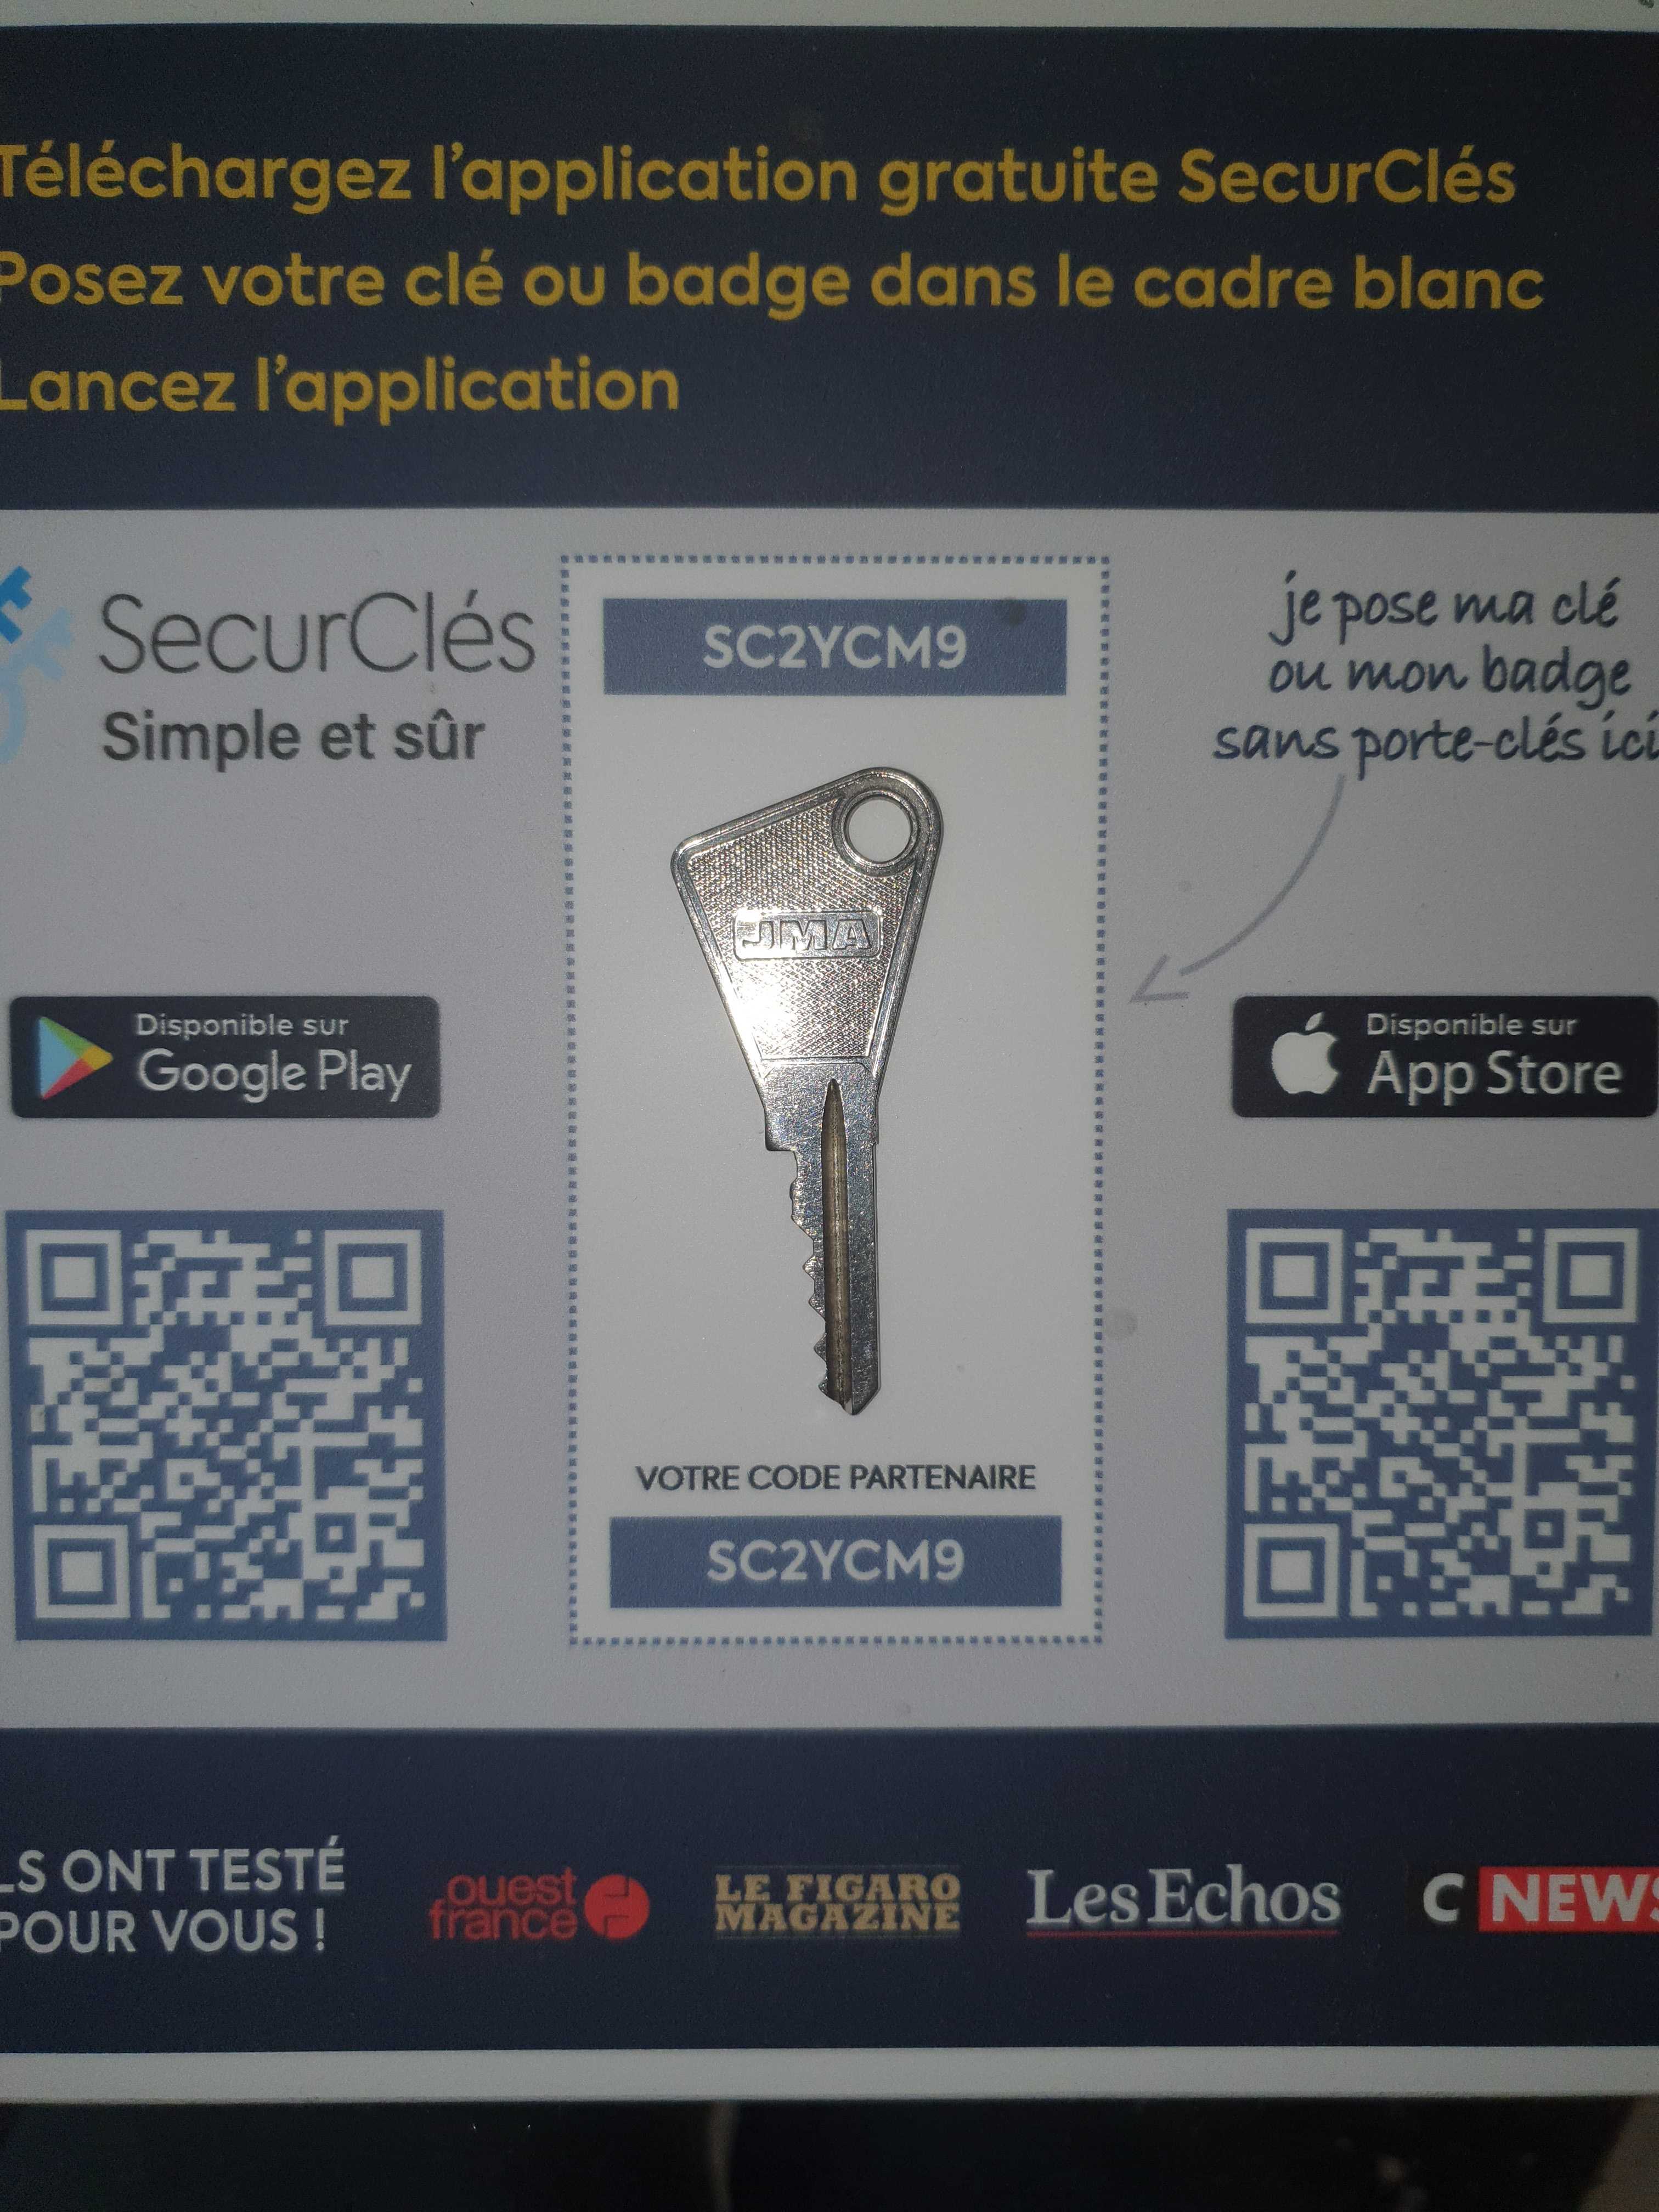 Téléchargez l'application gratuite SecurClés
Posez votre clé ou badge dans le cadre blanc
Lancez l'application
SecurClés
Simple et sûr
SC2YCM9
je pose ma clé
ou mon badge
sans porte-clés ici
JMA
Disponible sur
Google Play
Disponible sur
App Store
VOTRE CODE PARTENAIRE
SC2YCM9
LS ONT TESTÉ
POUR VOUS !
ouest
france
LE FIGARO
MAGAZINE
Les Echos
C NEWS